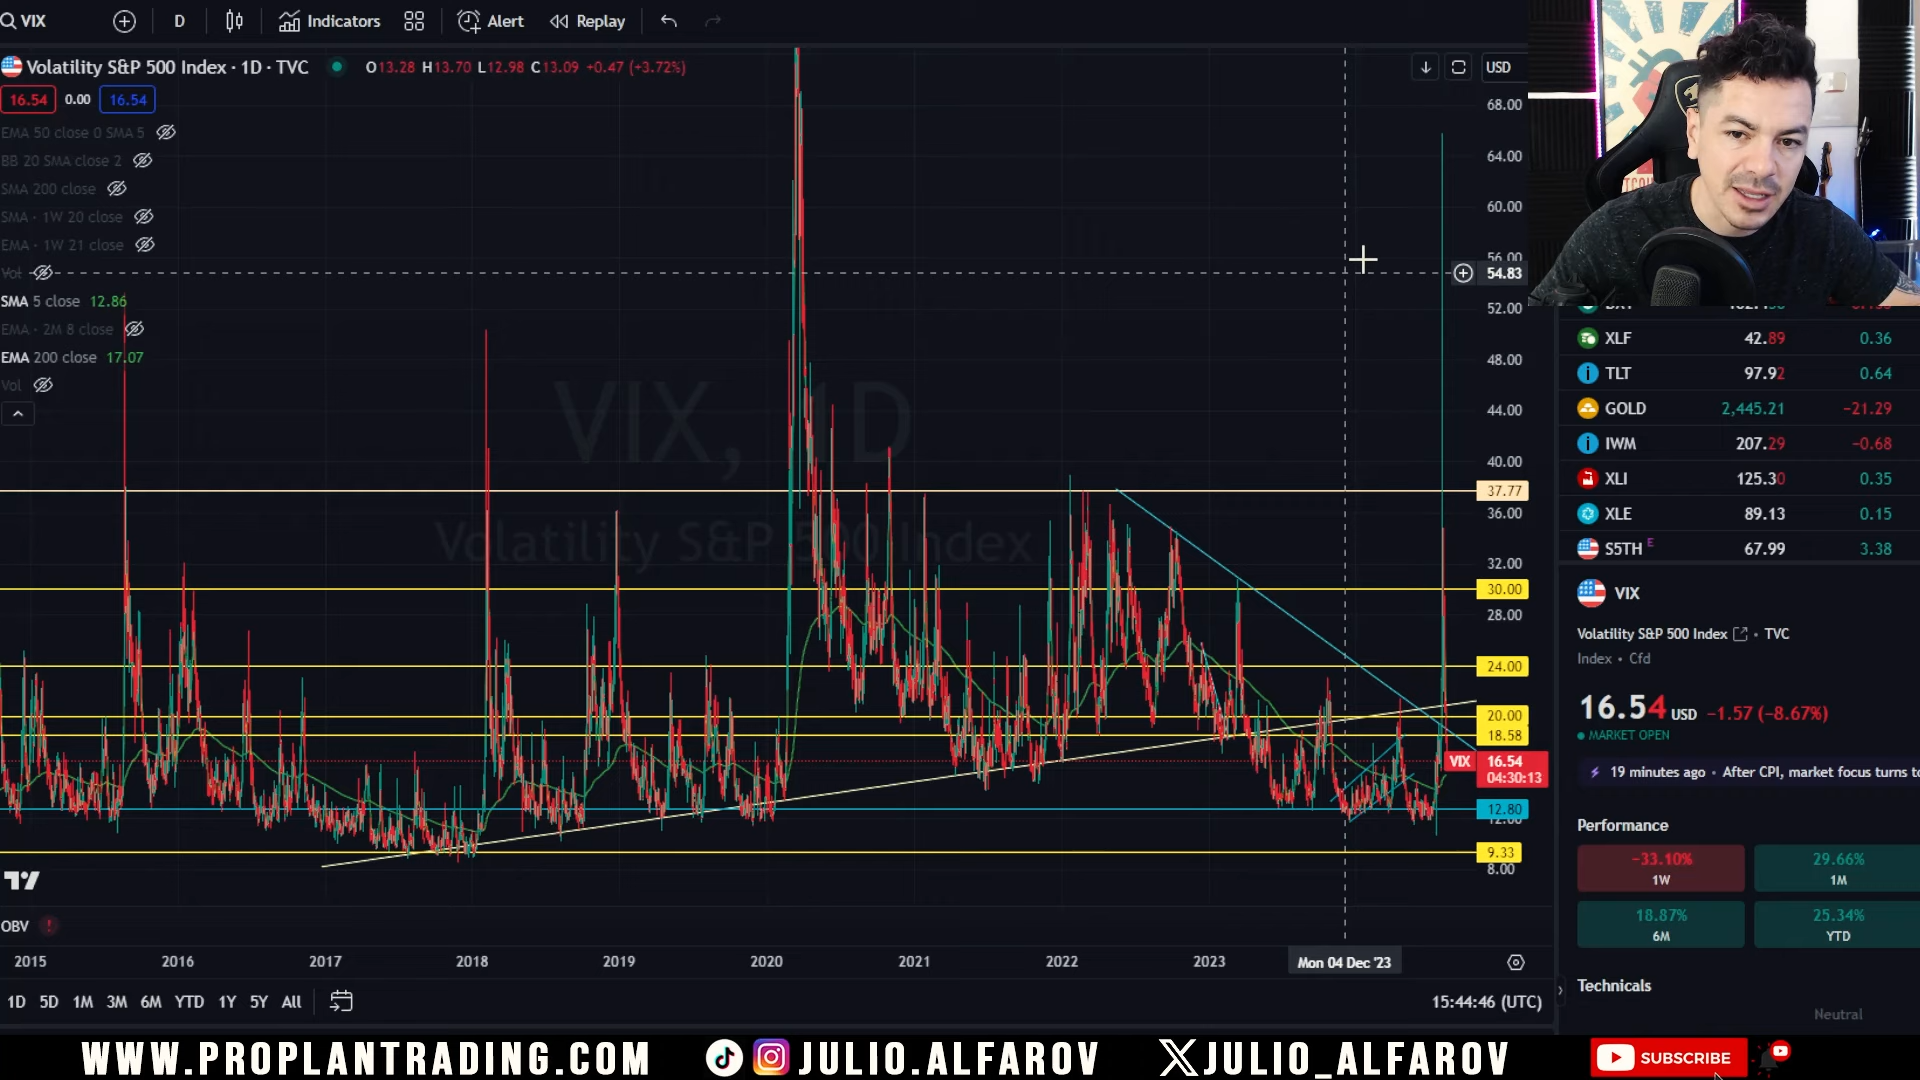 VIX
D
Indicators
Alert
Replay
Volatility S&P 500 Index · 1D · TVC
O13.28 H13.70 L12.98 C13.09 +0.47 (+3.72%)
USD
16.54 0.00 16.54
EMA 50 close 0 SMA 5
BB 20 SMA close 2
SMA 200 close
SMA · 1W 20 close
EMA · 1W 21 close
Vol
SMA 5 close 12.86
EMA · 2M 8 close
EMA 200 close 17.07
Vol
VIX, 1D
Volatility S&P 500 Index
68.00
64.00
60.00
56.00
54.83
52.00
48.00
44.00
40.00
37.77
36.00
32.00
30.00
28.00
24.00
20.00
18.58
VIX 16.54
04:30:13
12.80
12.00
9.33
8.00
OBV !
2015 2016 2017 2018 2019 2020 2021 2022 2023 Mon 04 Dec '23
1D 5D 1M 3M 6M YTD 1Y 5Y All
15:44:46 (UTC)
XLF 42.89 0.36
TLT 97.92 0.64
GOLD 2,445.21 −21.29
IWM 207.29 −0.68
XLI 125.30 0.35
XLE 89.13 0.15
S5TH E 67.99 3.38
VIX
Volatility S&P 500 Index · TVC
Index · Cfd
16.54 USD −1.57 (−8.67%)
MARKET OPEN
19 minutes ago · After CPI, market focus turns to
Performance
−33.10%
1W
29.66%
1M
18.87%
6M
25.34%
YTD
Technicals
Neutral
WWW.PROPLANTRADING.COM
JULIO.ALFAROV
JULIO_ALFAROV
SUBSCRIBE